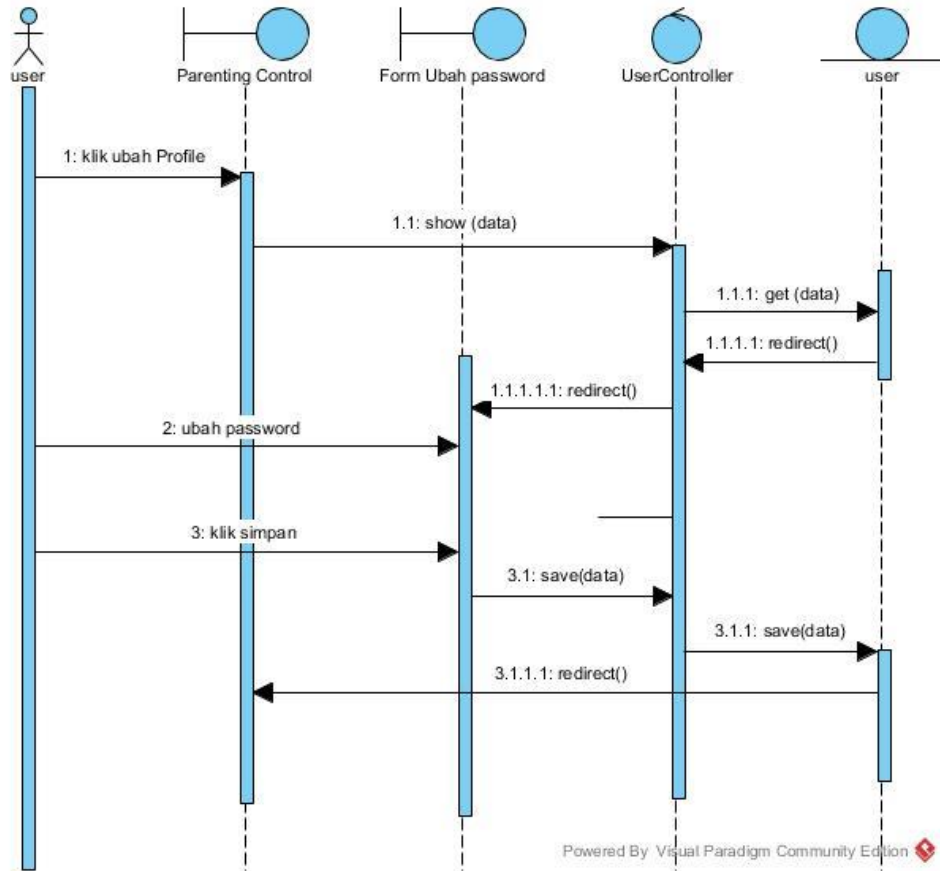 user
Parenting Control
Form Ubah password
UserController
user
1: klik ubah Profile
1.1: show (data)
1.1.1: get (data)
1.1.1.1: redirect()
1.1.1.1.1: redirect()
2: ubah password
3: klik simpan
3.1: save(data)
3.1.1: save(data)
3.1.1.1: redirect()
Powered By Visual Paradigm Community Edition